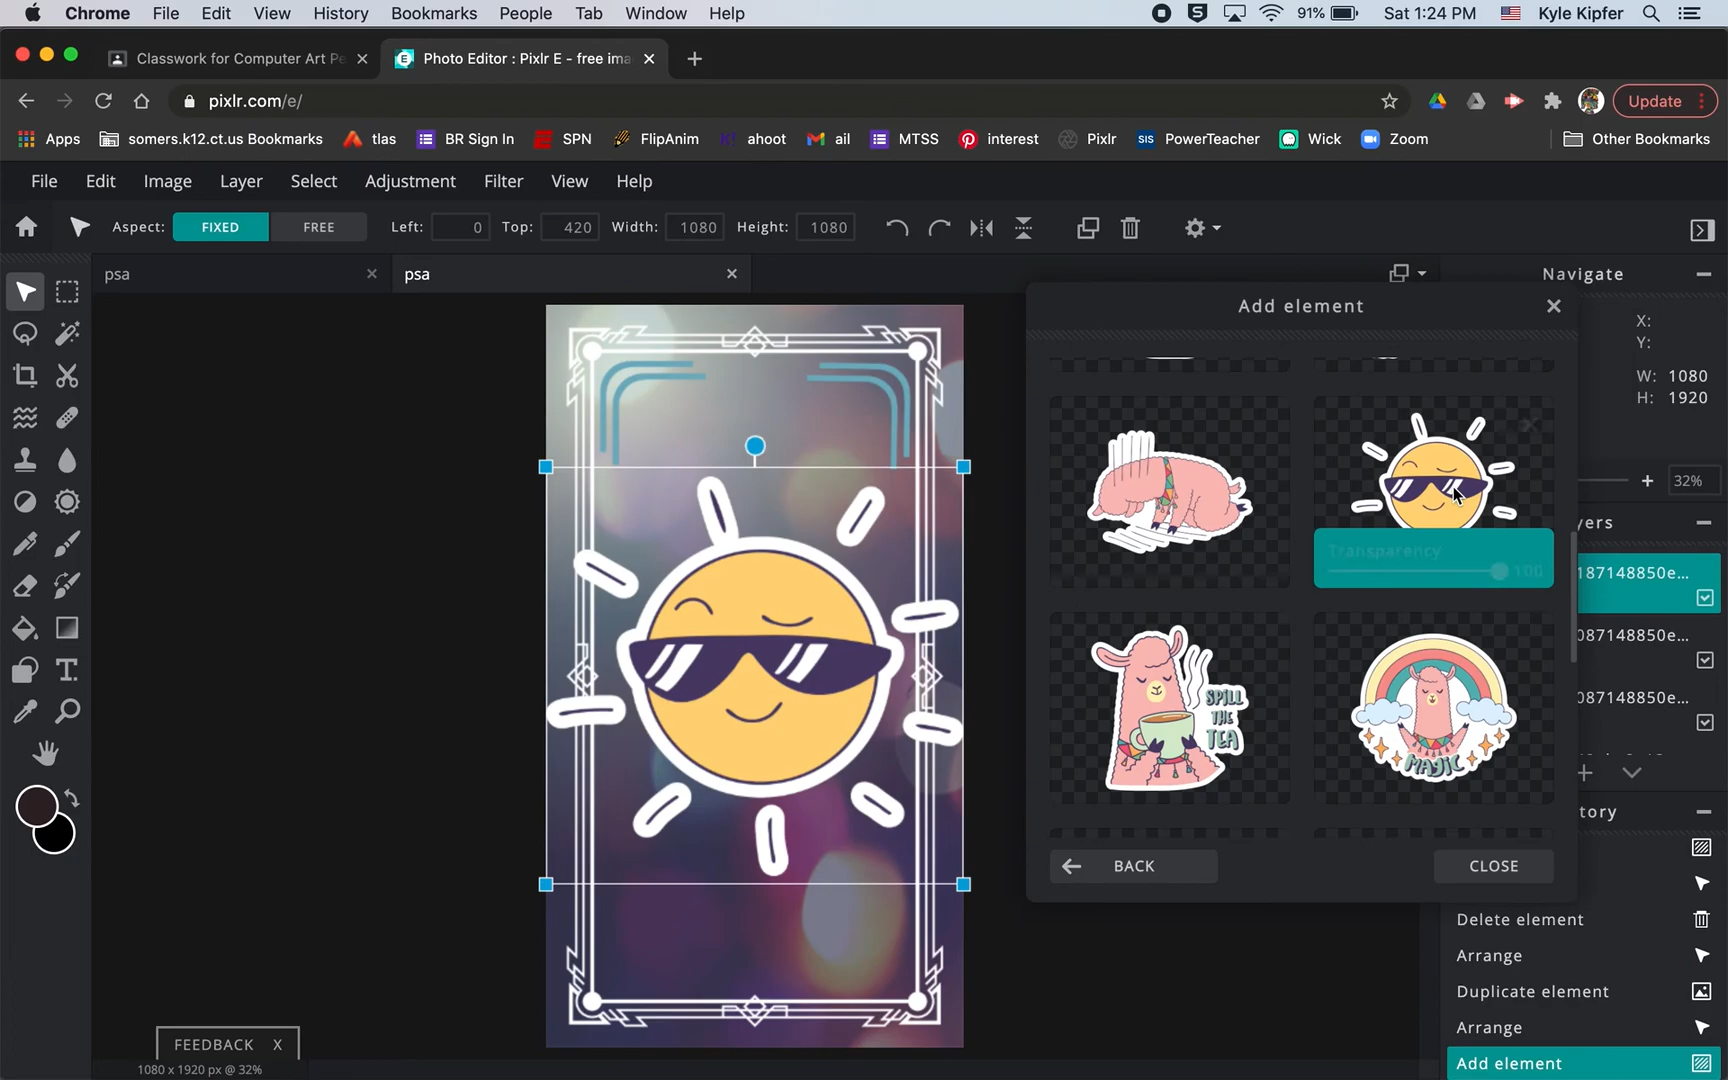 Chrome File Edit View History Bookmarks People Tab Window Help 91% Sat 1:24 PM Kyle Kipfer
Classwork for Computer Art Pe Photo Editor : Pixlr E - free ima
pixlr.com/e/ Update
Apps somers.k12.ct.us Bookmarks tlas BR Sign In SPN FlipAnim ahoot ail MTSS interest Pixlr SIS PowerTeacher Wick Zoom Other Bookmarks
File Edit Image Layer Select Adjustment Filter View Help
Aspect: FIXED FREE Left: 0 Top: 420 Width: 1080 Height: 1080
psa psa Navigate
Add element
X:
Y:
W: 1080
H: 1920
32%
yers
Transparency
100
187148850e...
087148850e...
087148850e...
SPILL
THE
TEA
MAGIC
BACK CLOSE
tory
Delete element
Arrange
Duplicate element
Arrange
Add element
FEEDBACK X
1080 x 1920 px @ 32%